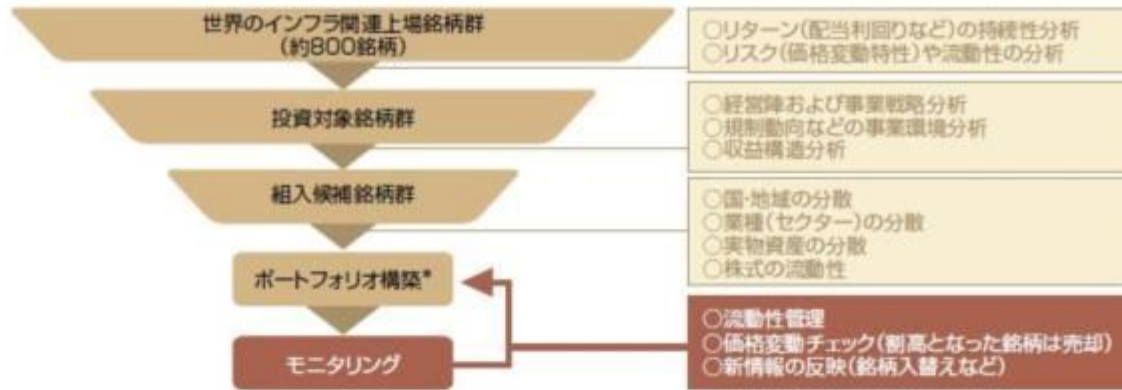 世界のインフラ関連上場銘柄群
(約800銘柄)
○リターン(配当利回りなど)の持続性分析
○リスク(価格変動特性)や流動性の分析
投資対象銘柄群
○経営陣および事業戦略分析
○規制動向などの事業環境分析
○収益構造分析
組入候補銘柄群
○国・地域の分散
○業種(セクター)の分散
○実物資産の分散
○株式の流動性
ポートフォリオ構築*
モニタリング
○流動性管理
○価格変動チェック(割高となった銘柄は売却)
○新情報の反映(銘柄入替えなど)